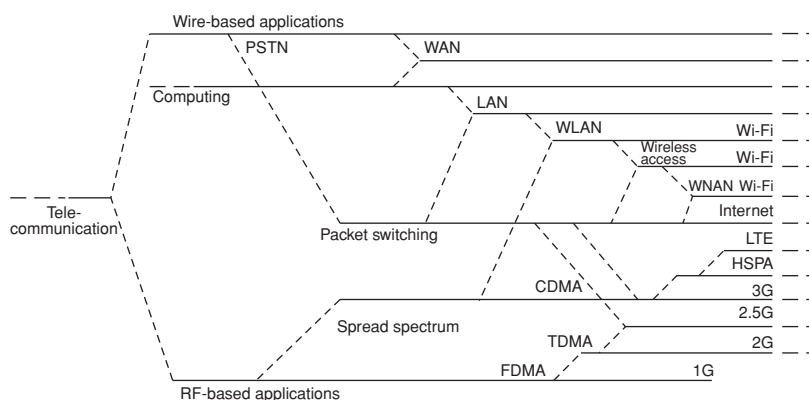 Wire-based applications
PSTN
WAN
Computing
LAN
WLAN
Wi-Fi
Wireless
access
Wi-Fi
WNAN Wi-Fi
Tele-
communication
Packet switching
Internet
LTE
HSPA
CDMA
3G
Spread spectrum
2.5G
TDMA
2G
FDMA
1G
RF-based applications